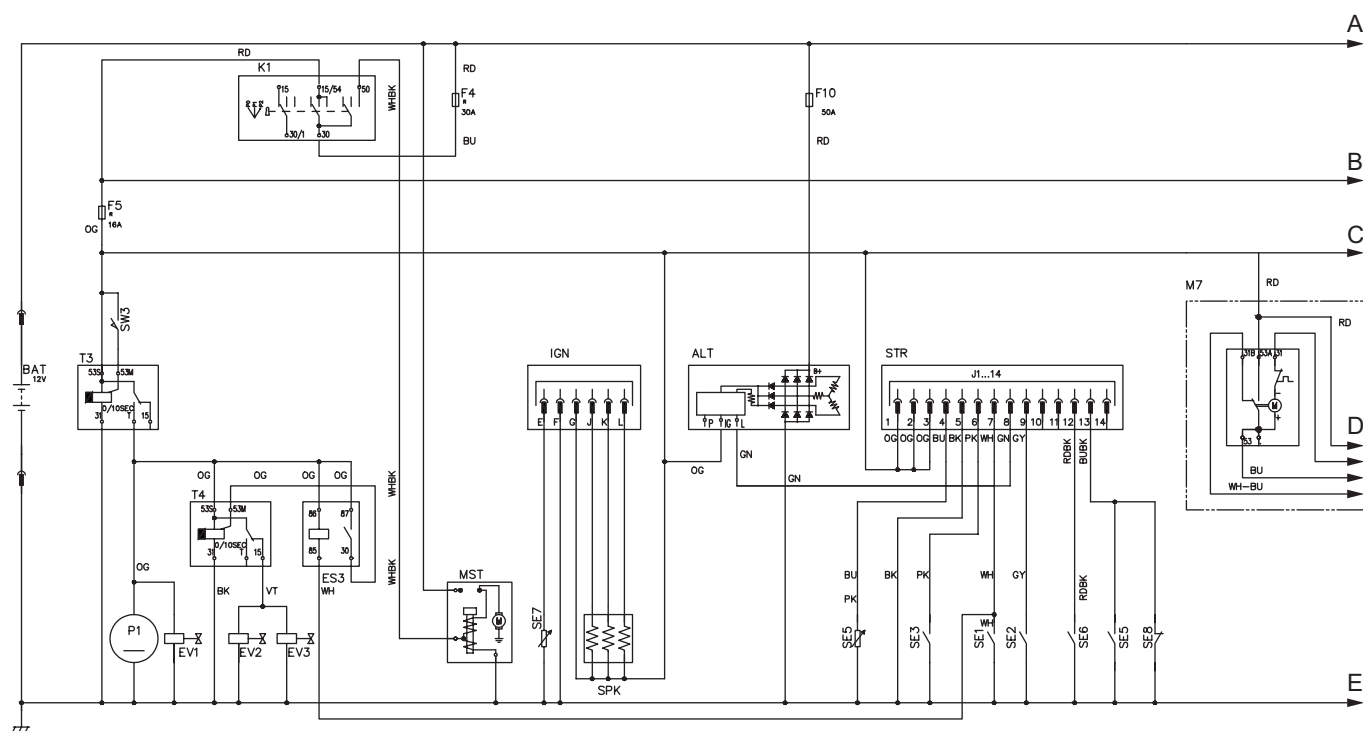 A
RD
K1
RD
15
15/54
50
WHBK
F4
30A
F10
50A
30/1
30
BU
RD
B
F5
16A
OG
C
RD
M7
SW3
RD
T3
IGN
ALT
STR
BAT
12V
53S
53M
B+
J1...14
31B
53A
31
0/10SEC
31
T
15
E
F
G
J
K
L
P
IG
L
1
2
3
4
5
6
7
8
9
10
11
12
13
14
M
+
53
-
D
OG
OG
OG
BU
BK
PK
WH
GN
GY
RDBK
BUBK
OG
OG
OG
OG
OG
GN
GN
BU
WH-BU
WHBK
T4
53S
53M
86
87
0/10SEC
31
T
15
85
30
OG
BK
VT
ES3
WH
WHBK
MST
BU
BK
PK
WH
GY
RDBK
PK
WH
P1
EV1
EV2
EV3
M
SE7
SPK
SE5
SE3
SE1
SE2
SE6
SE5
SE8
E